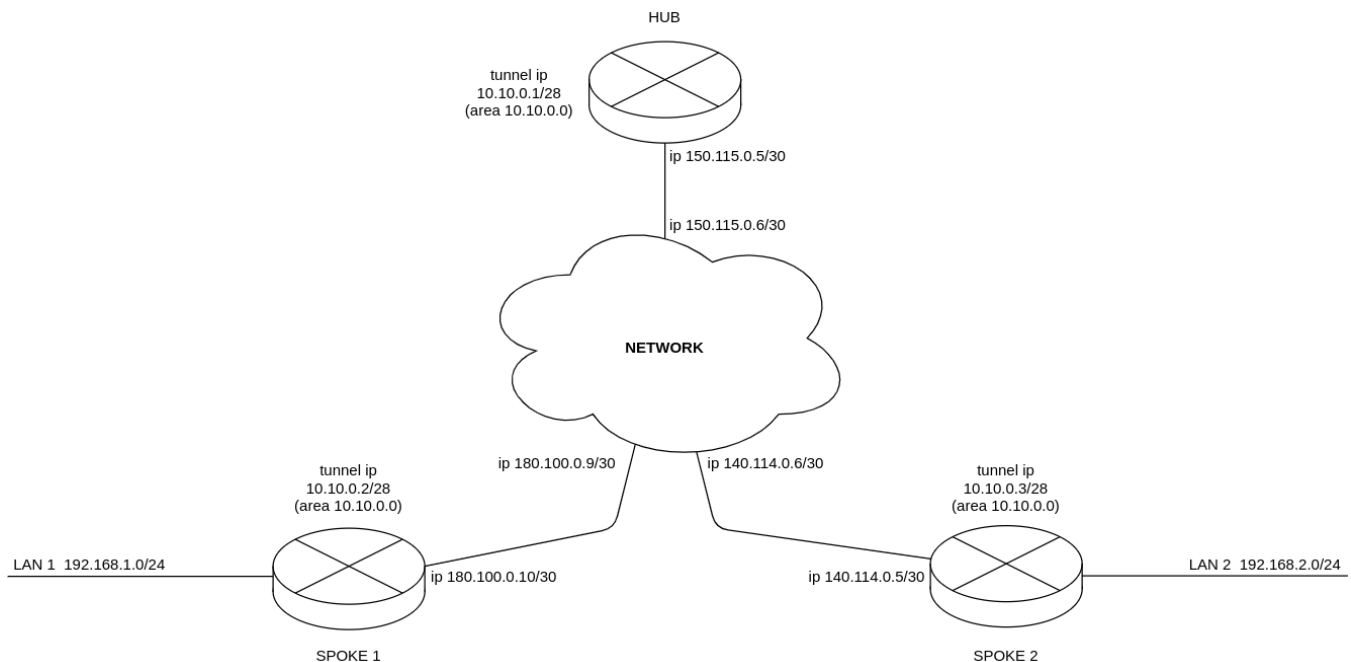 HUB
tunnel ip
10.10.0.1/28
(area 10.10.0.0)
ip 150.115.0.5/30
ip 150.115.0.6/30
NETWORK
ip 180.100.0.9/30
ip 140.114.0.6/30
tunnel ip
10.10.0.2/28
(area 10.10.0.0)
tunnel ip
10.10.0.3/28
(area 10.10.0.0)
LAN 1  192.168.1.0/24
ip 180.100.0.10/30
ip 140.114.0.5/30
LAN 2  192.168.2.0/24
SPOKE 1
SPOKE 2